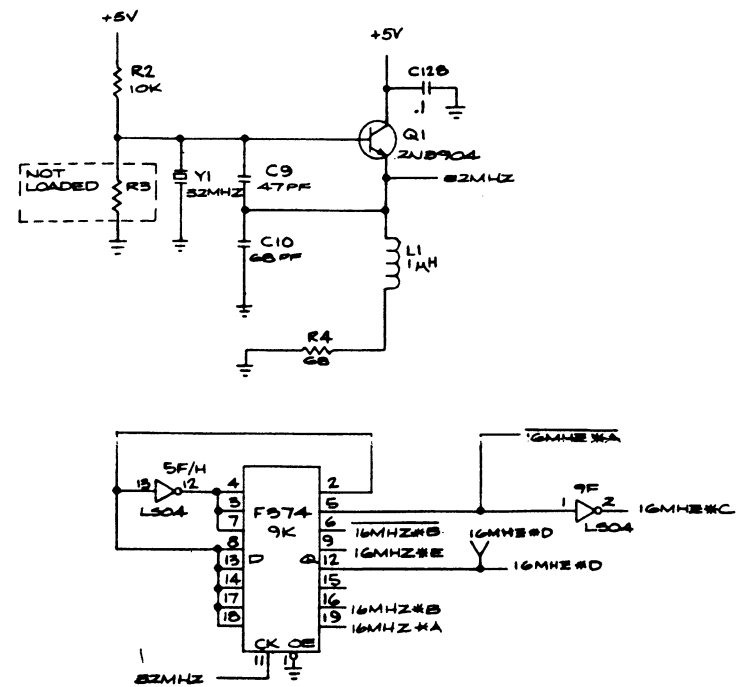 +5V
+5V
R2
10K
C128
.1
Q1
2N3904
NOT
LOADED
R3
Y1
32MHZ
C9
47PF
32MHZ
C10
68PF
L1
1µH
R4
68
16MHZ*A
5F/H
13 12
LS04
4 2
3 5
7 6
8 9
13 12
14 15
17 16
18 19
F374
9K
D Q
CK OE
11 1
16MHZ*B
16MHZ*E
16MHZ*D
16MHZ*D
16MHZ*B
16MHZ*A
9F
1 2
LS04
16MHZ*C
32MHZ